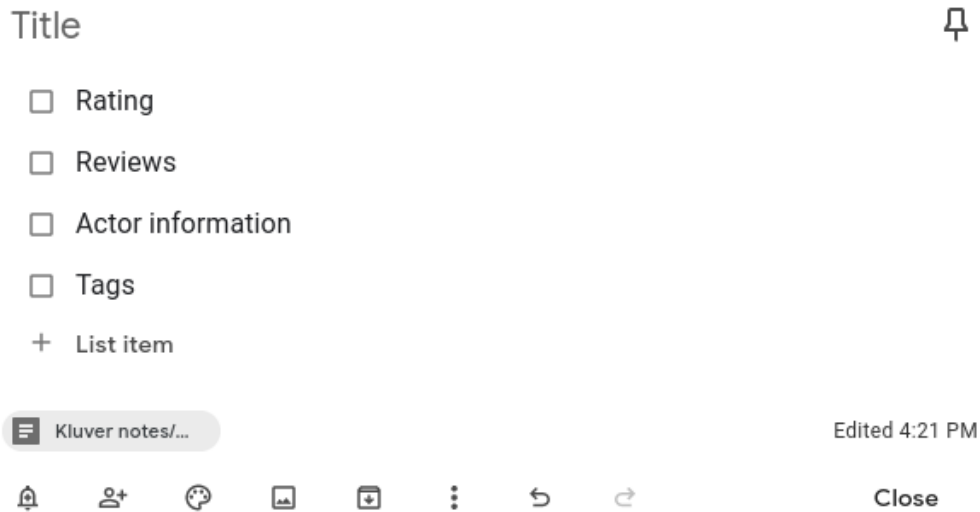 Title
Rating
Reviews
Actor information
Tags
+ List item
Kluver notes/...
Edited 4:21 PM
Close